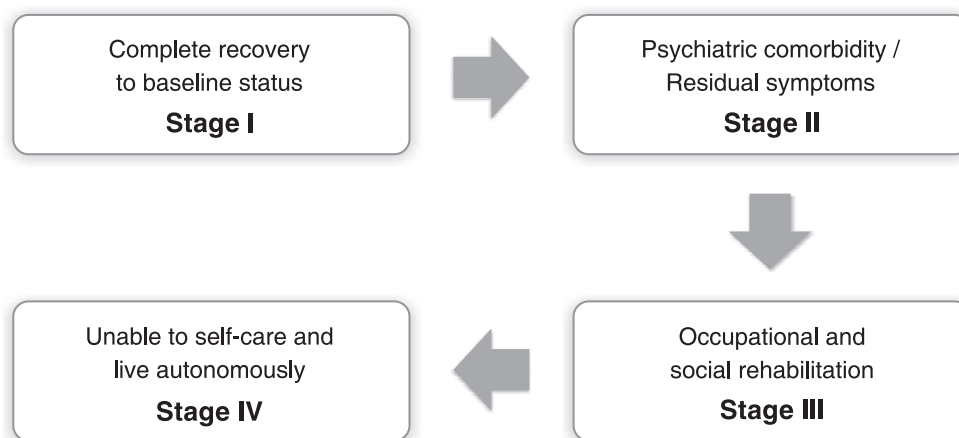 Complete recovery
to baseline status
Stage I
Psychiatric comorbidity /
Residual symptoms
Stage II
Occupational and
social rehabilitation
Stage III
Unable to self-care and
live autonomously
Stage IV